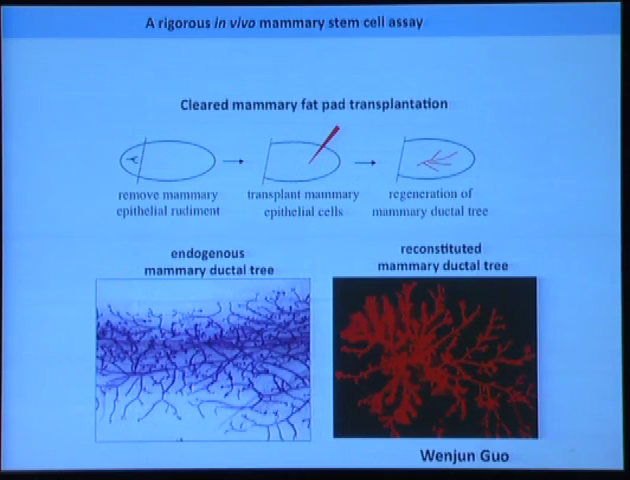 A rigorous in vivo mammary stem cell assay
Cleared mammary fat pad transplantation
remove mammary
epithelial rudiment
transplant mammary
epithelial cells
regeneration of
mammary ductal tree
endogenous
mammary ductal tree
reconstituted
mammary ductal tree
Wenjun Guo